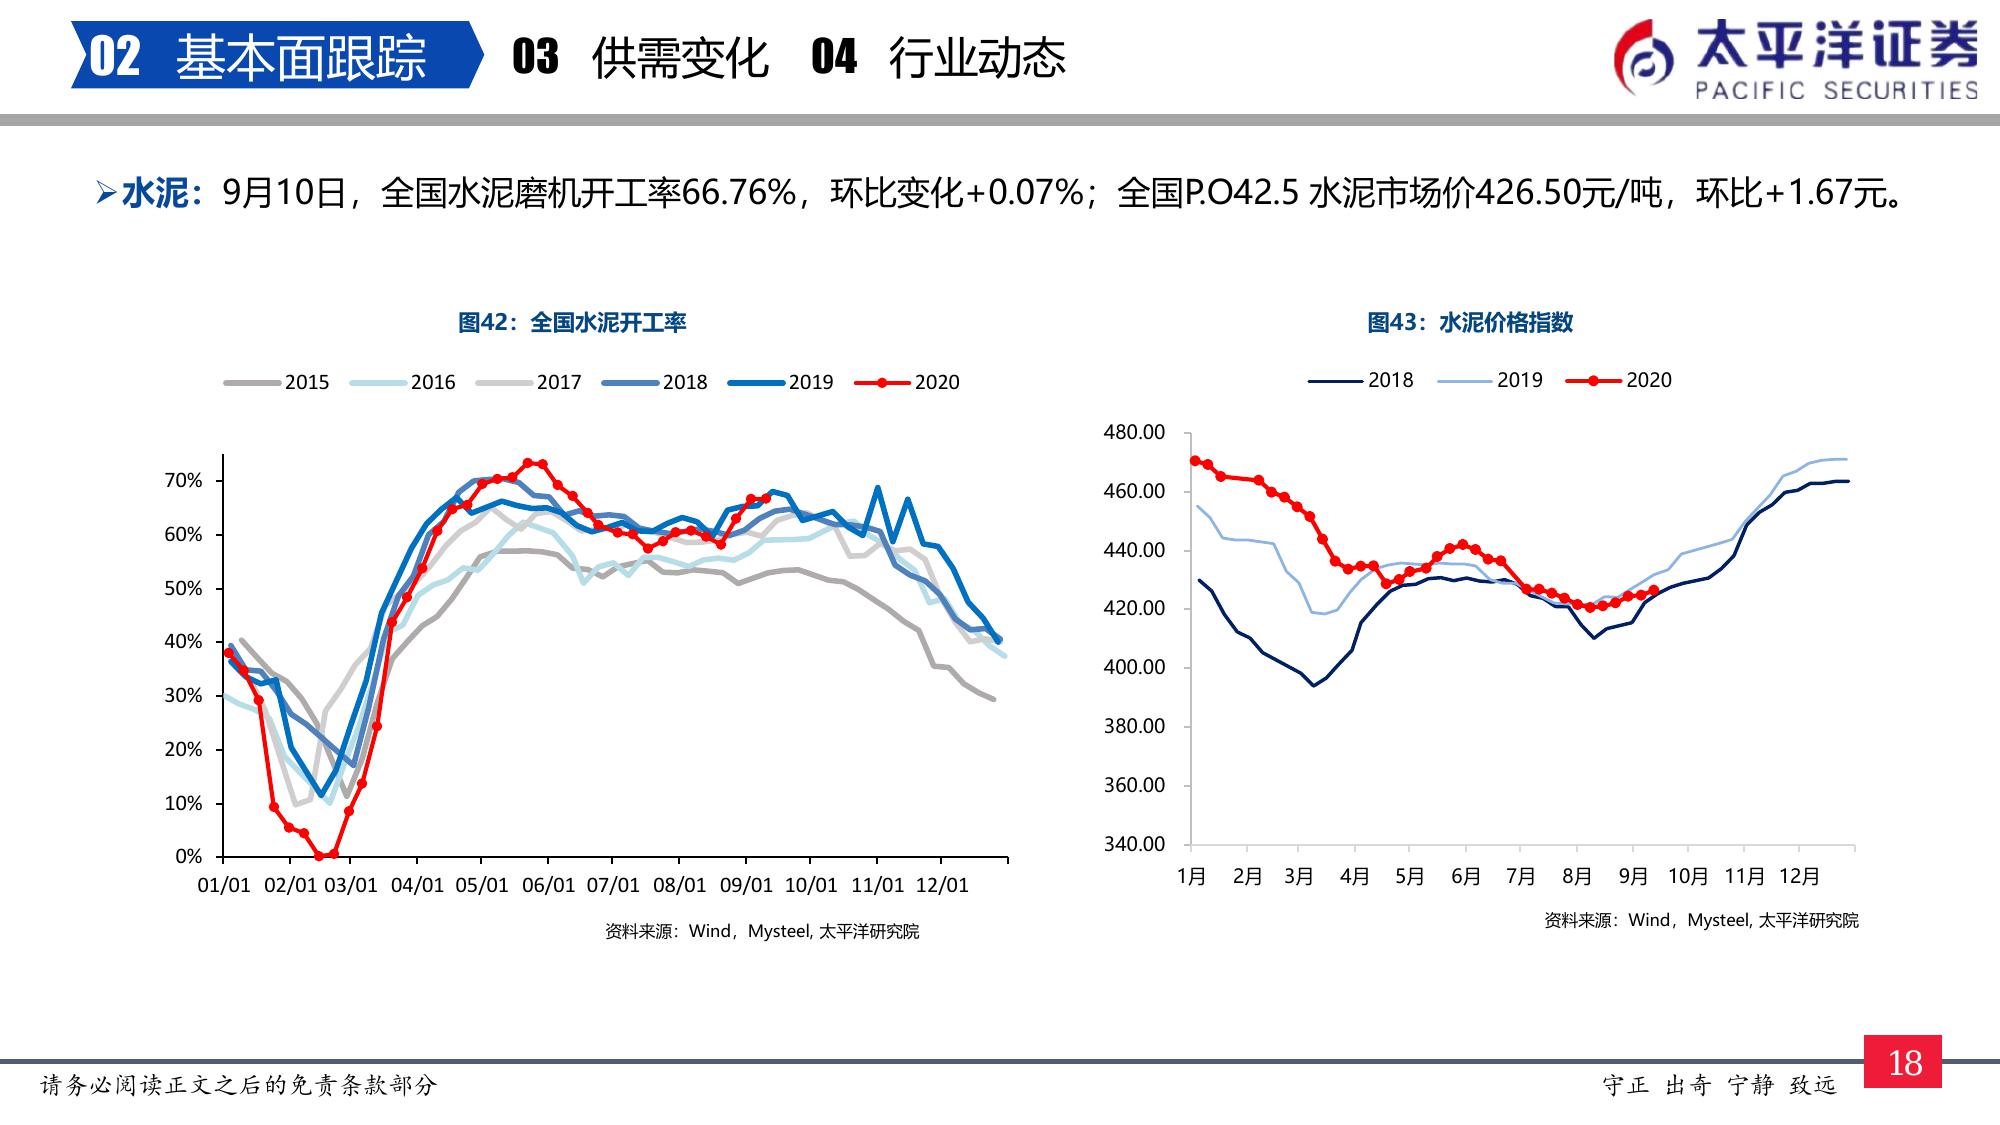 02 基本面跟踪 03 供需变化 04 行业动态
太平洋证券
PACIFIC SECURITIES
➢水泥：9月10日，全国水泥磨机开工率66.76%，环比变化+0.07%；全国P.O42.5 水泥市场价426.50元/吨，环比+1.67元。
图42：全国水泥开工率
2015 2016 2017 2018 2019 2020
70%
60%
50%
40%
30%
20%
10%
0%
01/01 02/01 03/01 04/01 05/01 06/01 07/01 08/01 09/01 10/01 11/01 12/01
资料来源：Wind，Mysteel, 太平洋研究院
图43：水泥价格指数
2018 2019 2020
480.00
460.00
440.00
420.00
400.00
380.00
360.00
340.00
1月 2月 3月 4月 5月 6月 7月 8月 9月 10月 11月 12月
资料来源：Wind，Mysteel, 太平洋研究院
请务必阅读正文之后的免责条款部分
守正 出奇 宁静 致远
18